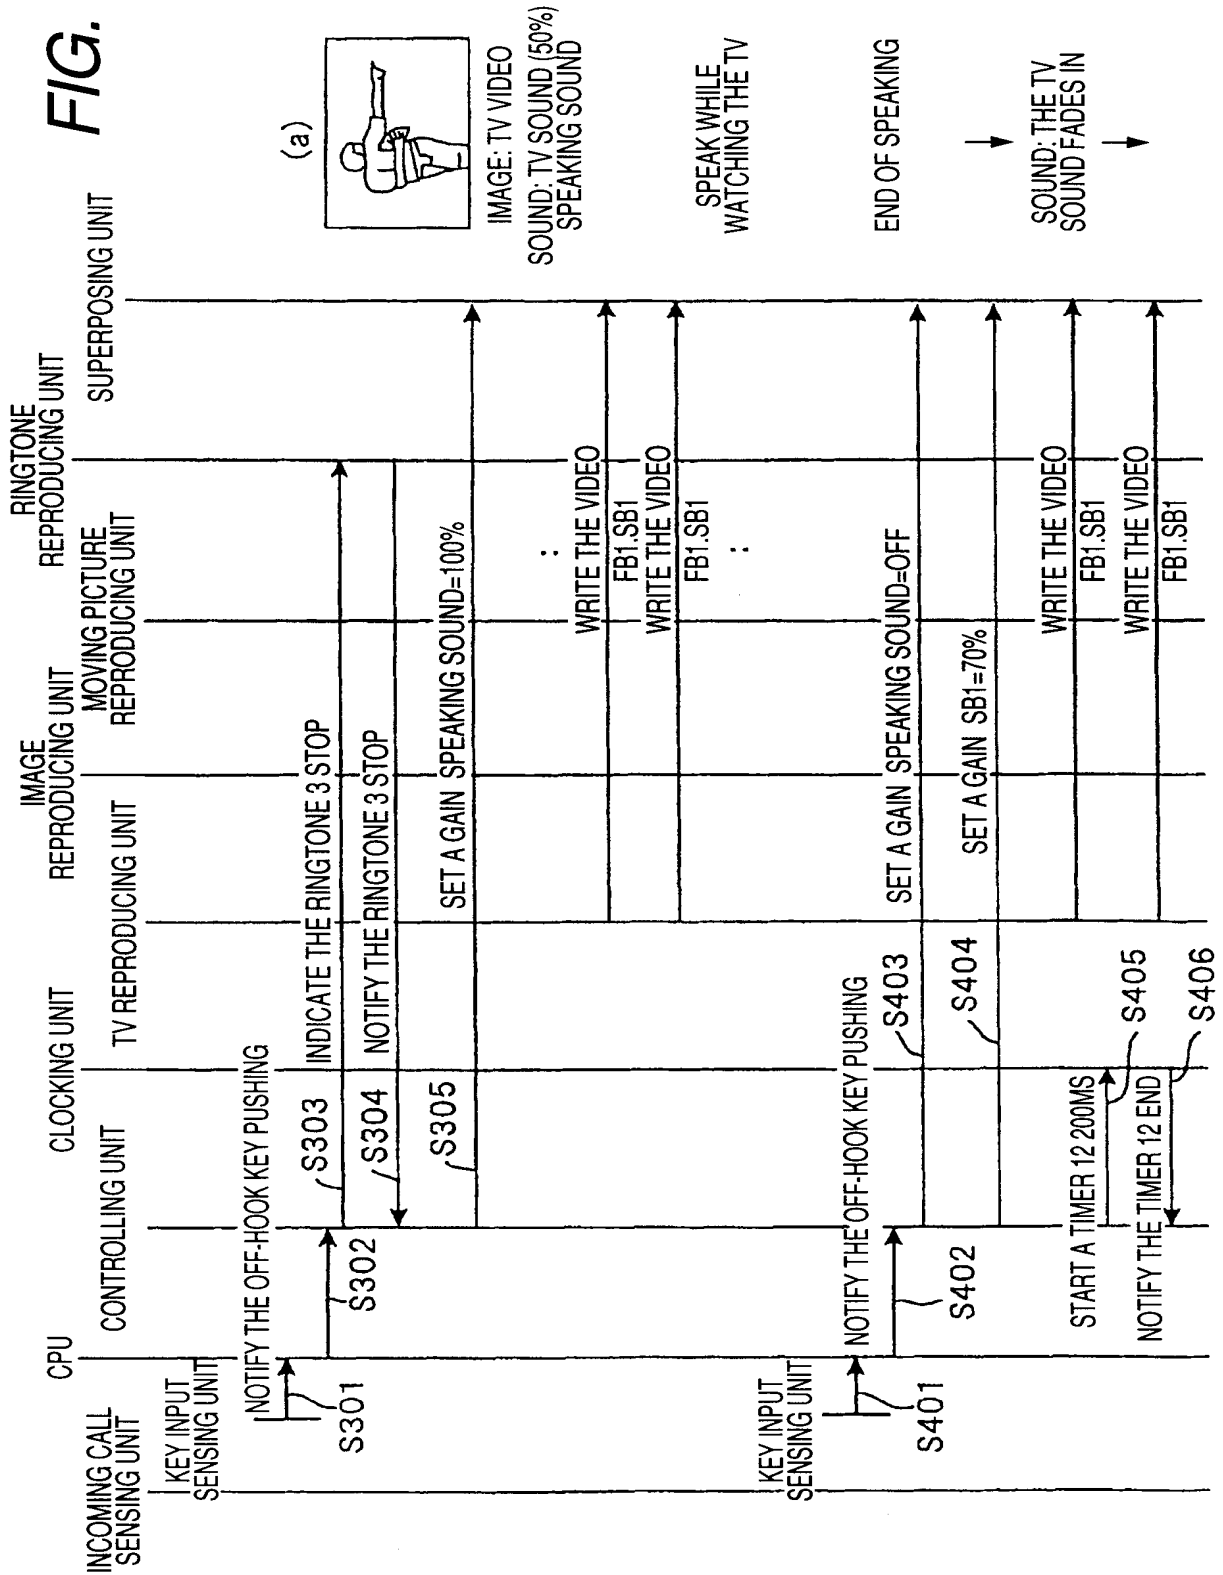 FIG.
INCOMING CALL
SENSING UNIT
CPU
CONTROLLING UNIT
CLOCKING UNIT
TV REPRODUCING UNIT
IMAGE
REPRODUCING UNIT
MOVING PICTURE
REPRODUCING UNIT
RINGTONE
REPRODUCING UNIT
SUPERPOSING UNIT
KEY INPUT
SENSING UNIT
NOTIFY THE OFF-HOOK KEY PUSHING
S301
S302
S303
INDICATE THE RINGTONE 3 STOP
S304
NOTIFY THE RINGTONE 3 STOP
S305
SET A GAIN SPEAKING SOUND=100%
(a)
IMAGE: TV VIDEO
SOUND: TV SOUND (50%)
SPEAKING SOUND
:
WRITE THE VIDEO
FB1.SB1
WRITE THE VIDEO
FB1.SB1
:
SPEAK WHILE
WATCHING THE TV
KEY INPUT
SENSING UNIT
NOTIFY THE OFF-HOOK KEY PUSHING
S401
S402
S403
SET A GAIN SPEAKING SOUND=OFF
END OF SPEAKING
S404
SET A GAIN SB1=70%
WRITE THE VIDEO
FB1.SB1
START A TIMER 12 200MS
S405
SOUND: THE TV
SOUND FADES IN
WRITE THE VIDEO
FB1.SB1
NOTIFY THE TIMER 12 END
S406